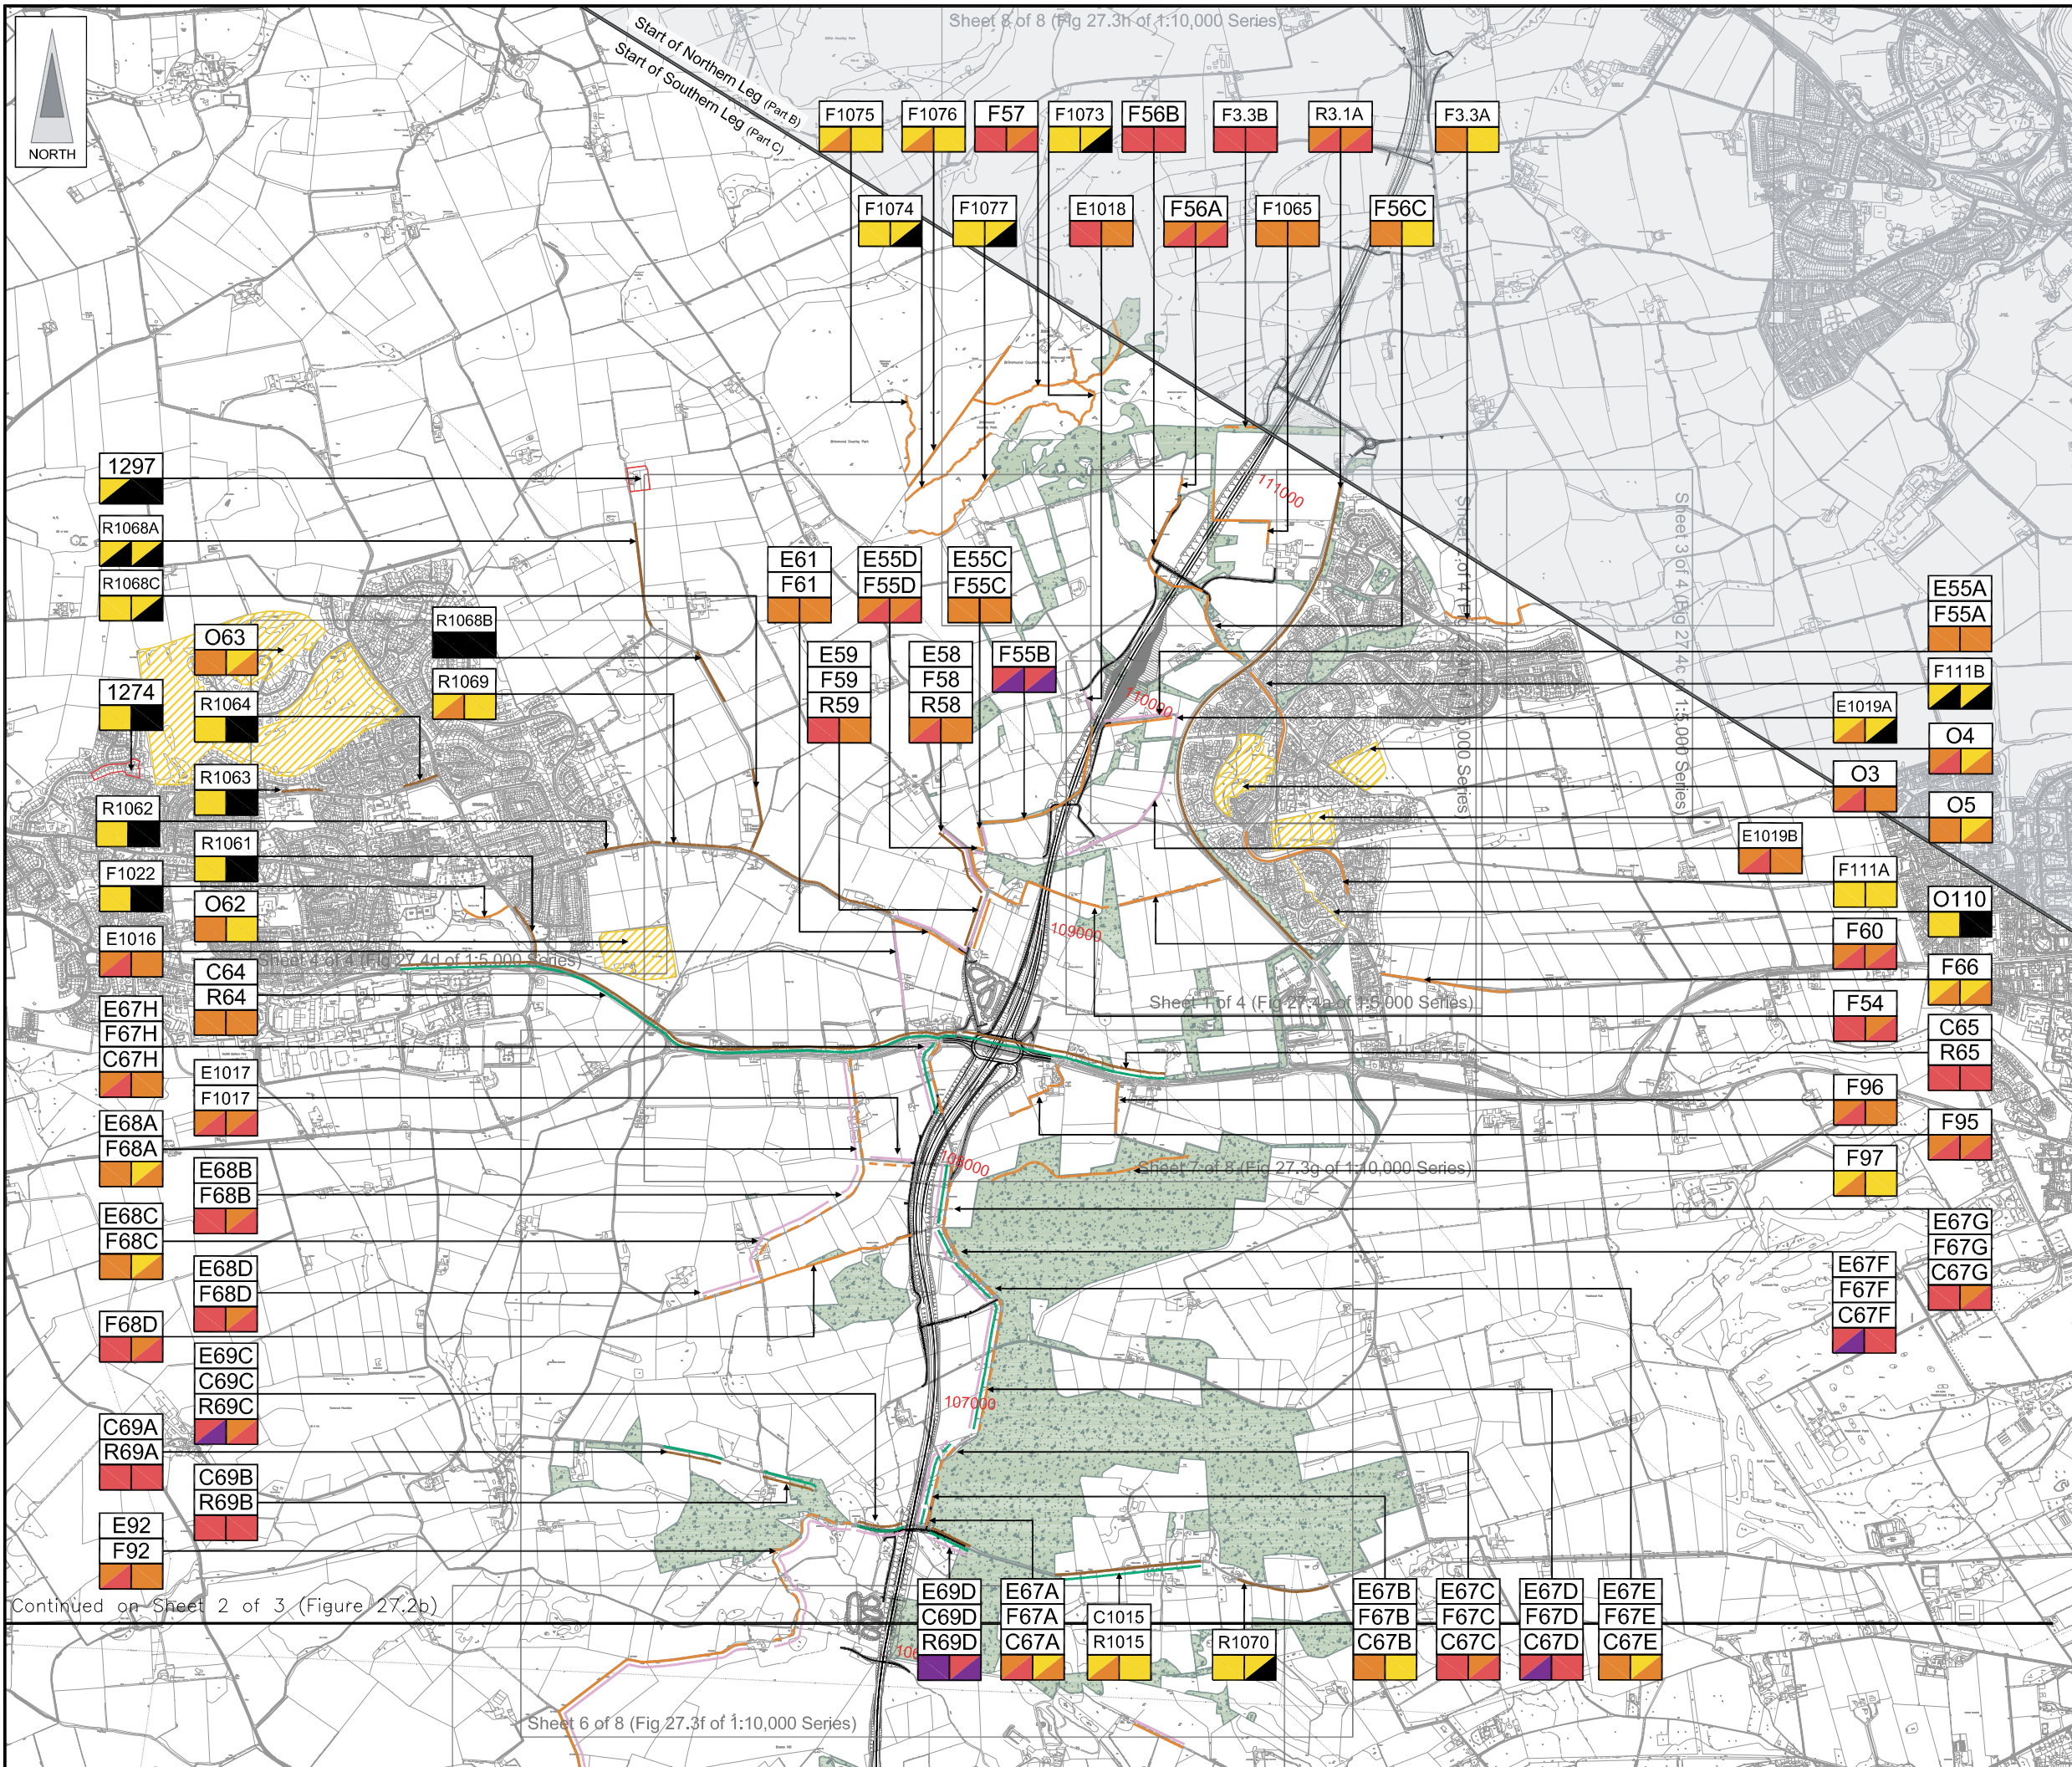 Sheet 8 of 8 (Fig 27.3h of 1:10,000 Series)
NORTH
Start of Northern Leg (Part B)
Start of Southern Leg (Part C)
F1075
F1076
F57
F1073
F56B
F3.3B
R3.1A
F3.3A
F1074
F1077
E1018
F56A
F1065
F56C
1297
R1068A
R1068C
O63
R1068B
1274
R1064
R1069
R1063
R1062
R1061
F1022
O62
E1016
C64
R64
E67H
F67H
C67H
E1017
F1017
E68A
F68A
E68B
F68B
E68C
F68C
E68D
F68D
F68D
E69C
C69C
R69C
C69A
R69A
C69B
R69B
E92
F92
E61
F61
E55D
F55D
E55C
F55C
E59
F59
R59
E58
F58
R58
F55B
111000
110000
109000
108000
107000
E55A
F55A
F111B
E1019A
O4
O3
O5
E1019B
F111A
O110
F60
F66
F54
C65
R65
F96
F95
F97
E67G
F67G
C67G
E67F
F67F
C67F
Sheet 3 of 4 (Fig 27.4c of 1:5,000 Series)
Sheet 4 of 4 (Fig 27.4d of 1:5,000 Series)
Sheet 1 of 4 (Fig 27.4a of 1:5,000 Series)
Sheet 7 of 8 (Fig 27.3g of 1:10,000 Series)
Continued on Sheet 2 of 3 (Figure 27.2b)
E69D
C69D
R69D
E67A
F67A
C67A
C1015
R1015
R1070
E67B
F67B
C67B
E67C
F67C
C67C
E67D
F67D
C67D
E67E
F67E
C67E
Sheet 6 of 8 (Fig 27.3f of 1:10,000 Series)